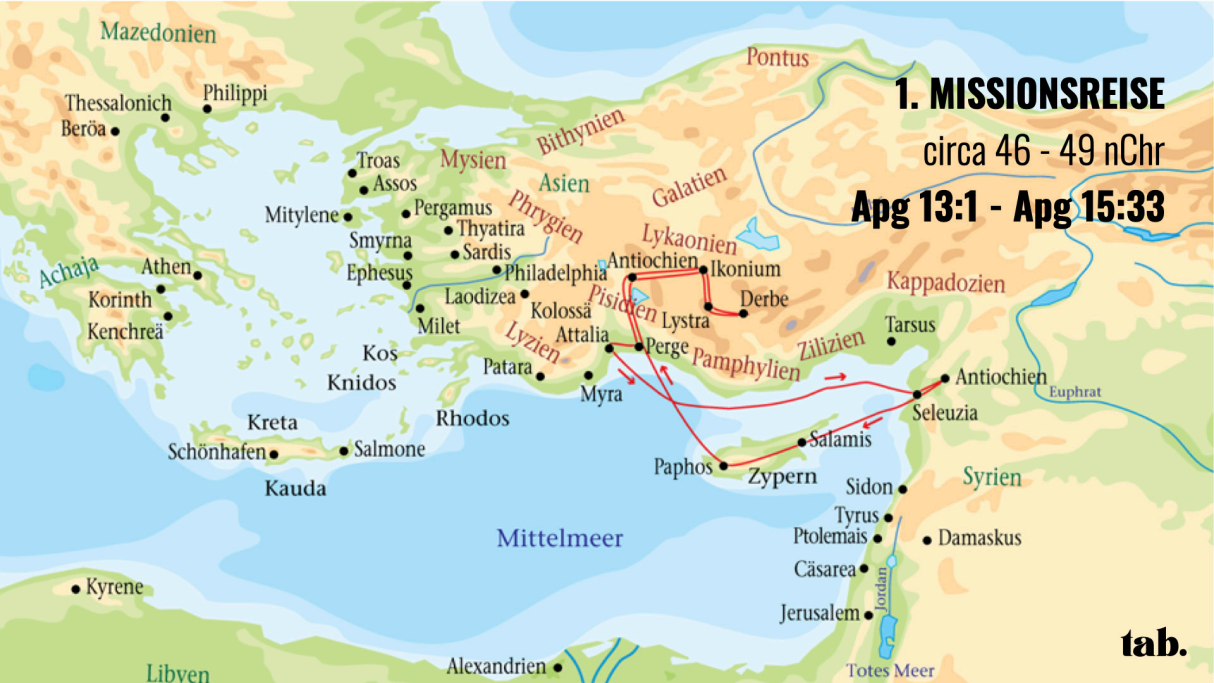 Mazedonien
Pontus
1. MISSIONSREISE
circa 46 - 49 nChr
Apg 13:1 - Apg 15:33
Philippi
Thessalonich
Beröa
Bithynien
Mysien
Troas
Assos
Asien
Galatien
Mitylene
Pergamus
Phrygien
Thyatira
Smyrna
Sardis
Lykaonien
Achaja
Athen
Ephesus
Philadelphia
Antiochien
Ikonium
Kappadozien
Korinth
Laodizea
Kolossä
Pisidien
Lystra
Derbe
Kenchreä
Milet
Attalia
Lyzien
Perge
Pamphylien
Zilizien
Tarsus
Kos
Knidos
Patara
Myra
Antiochien
Seleuzia
Euphrat
Rhodos
Kreta
Schönhafen
Salmone
Kauda
Salamis
Paphos
Zypern
Sidon
Syrien
Tyrus
Ptolemais
Damaskus
Mittelmeer
Cäsarea
Jordan
Kyrene
Jerusalem
tab.
Libyen
Alexandrien
Totes Meer